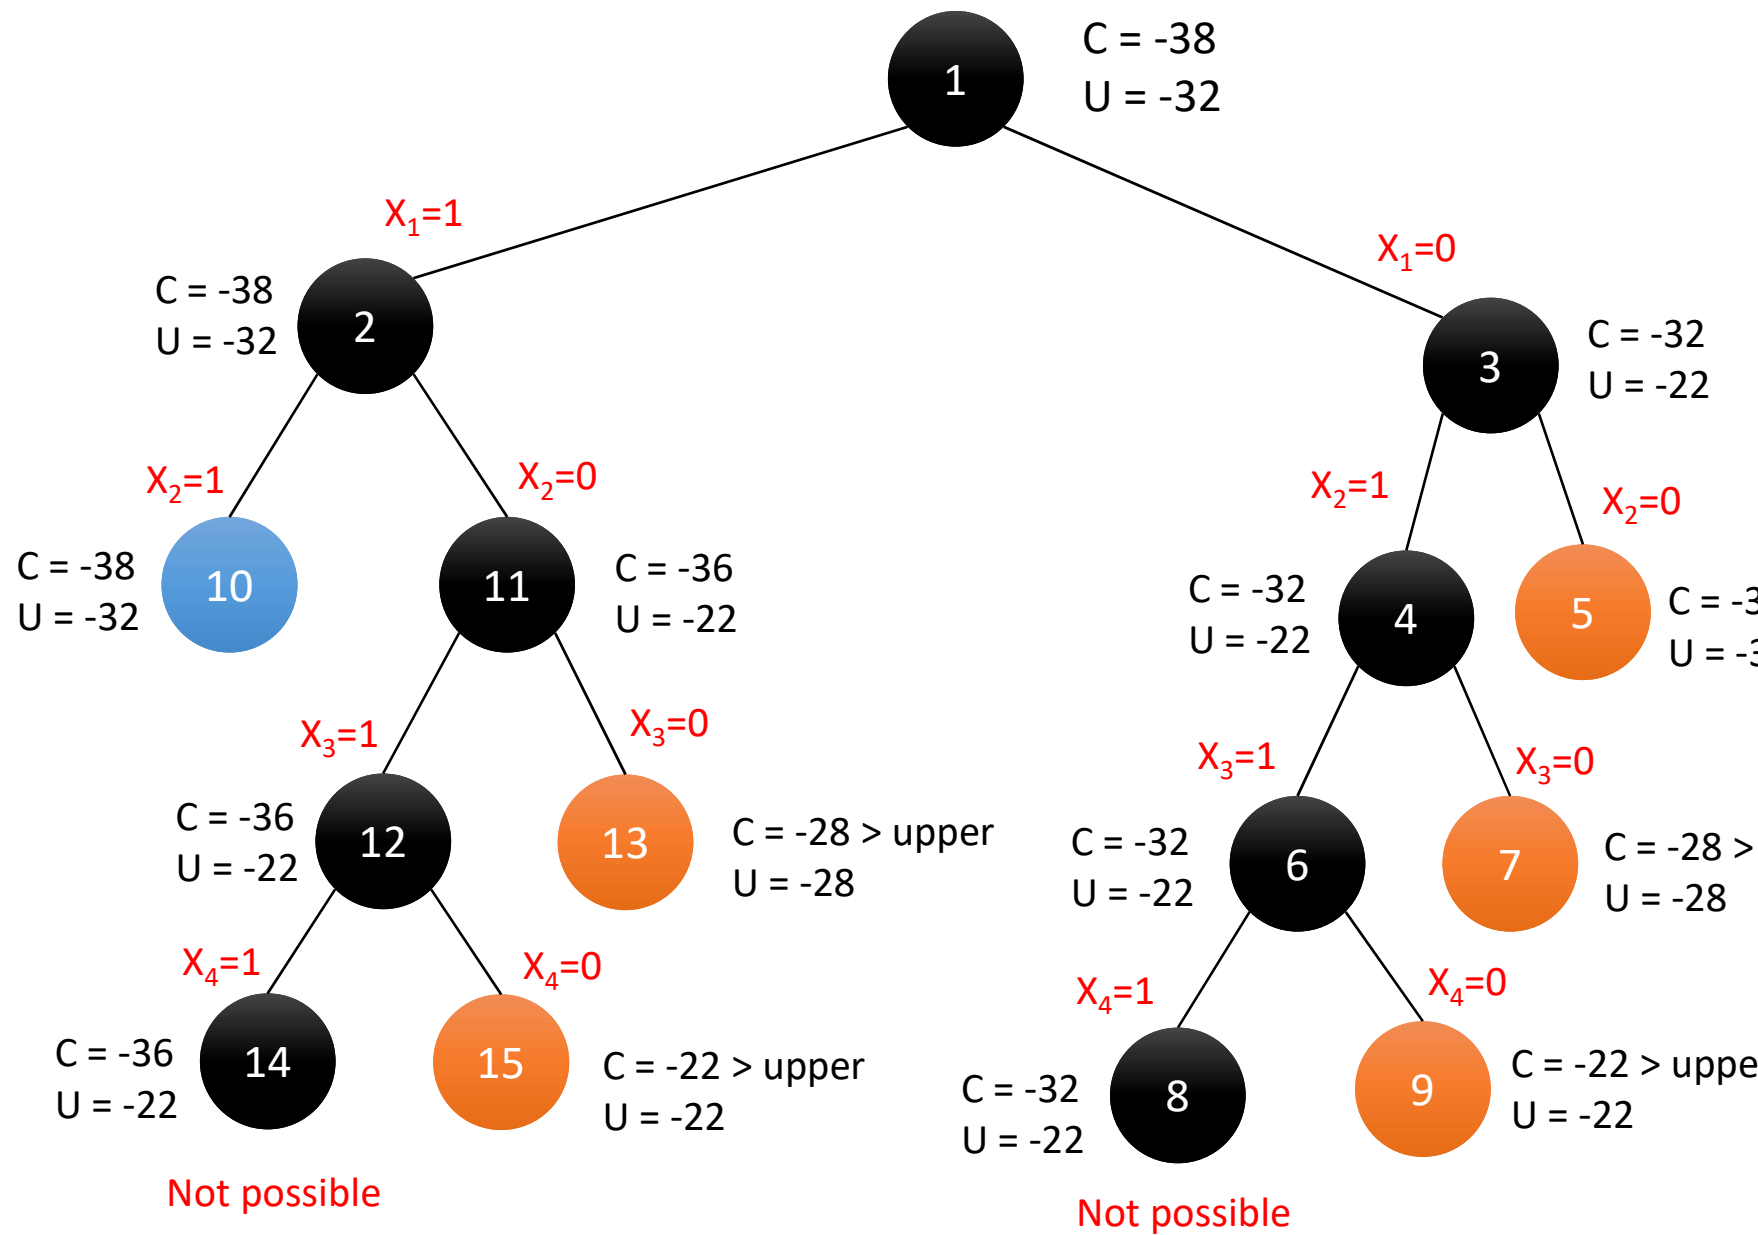 1
C = -38
U = -32
X₁=1
X₁=0
C = -38
U = -32
2
3
C = -32
U = -22
X₂=1
X₂=0
X₂=1
X₂=0
C = -38
U = -32
10
11
C = -36
U = -22
C = -32
U = -22
4
5
C = -3
U = -3
X₃=1
X₃=0
X₃=1
X₃=0
C = -36
U = -22
12
13
C = -28 > upper
U = -28
C = -32
U = -22
6
7
C = -28 >
U = -28
X₄=1
X₄=0
X₄=1
X₄=0
C = -36
U = -22
14
15
C = -22 > upper
U = -22
C = -32
U = -22
8
9
C = -22 > uppe
U = -22
Not possible
Not possible